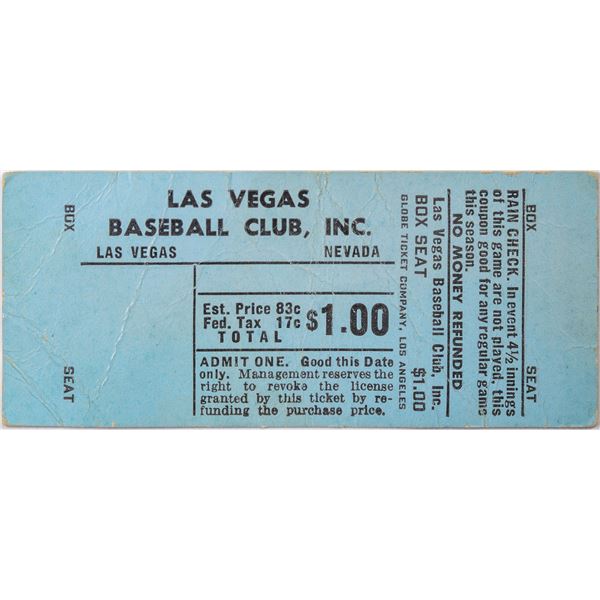 BOX SEAT
LAS VEGAS
BASEBALL CLUB, INC.
LAS VEGAS NEVADA
Est. Price 83c
Fed. Tax 17c
TOTAL
$1.00
ADMIT ONE. Good this Date
only. Management reserves the
right to revoke the license
granted by this ticket by re-
funding the purchase price.
GLOBE TICKET COMPANY, LOS ANGELES
BOX SEAT $1.00
Las Vegas Baseball Club, Inc.
NO MONEY REFUNDED
RAIN CHECK. In event 4½ innings
of this game are not played, this
coupon good for any regular game
this season.
BOX SEAT